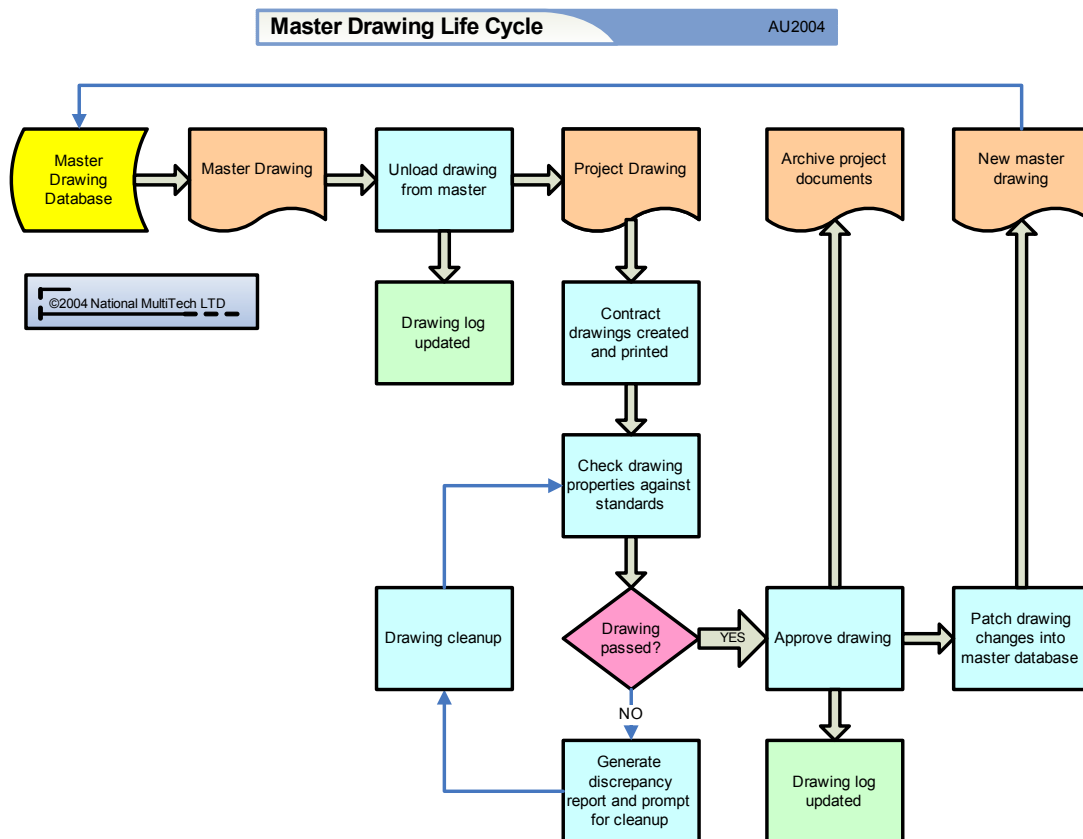 Master Drawing Life Cycle
AU2004
Master
Drawing
Database
Master Drawing
Unload drawing
from master
Project Drawing
Archive project
documents
New master
drawing
©2004 National MultiTech LTD
Drawing log
updated
Contract
drawings created
and printed
Check drawing
properties against
standards
Drawing cleanup
Drawing
passed?
YES
Approve drawing
Patch drawing
changes into
master database
NO
Generate
discrepancy
report and prompt
for cleanup
Drawing log
updated